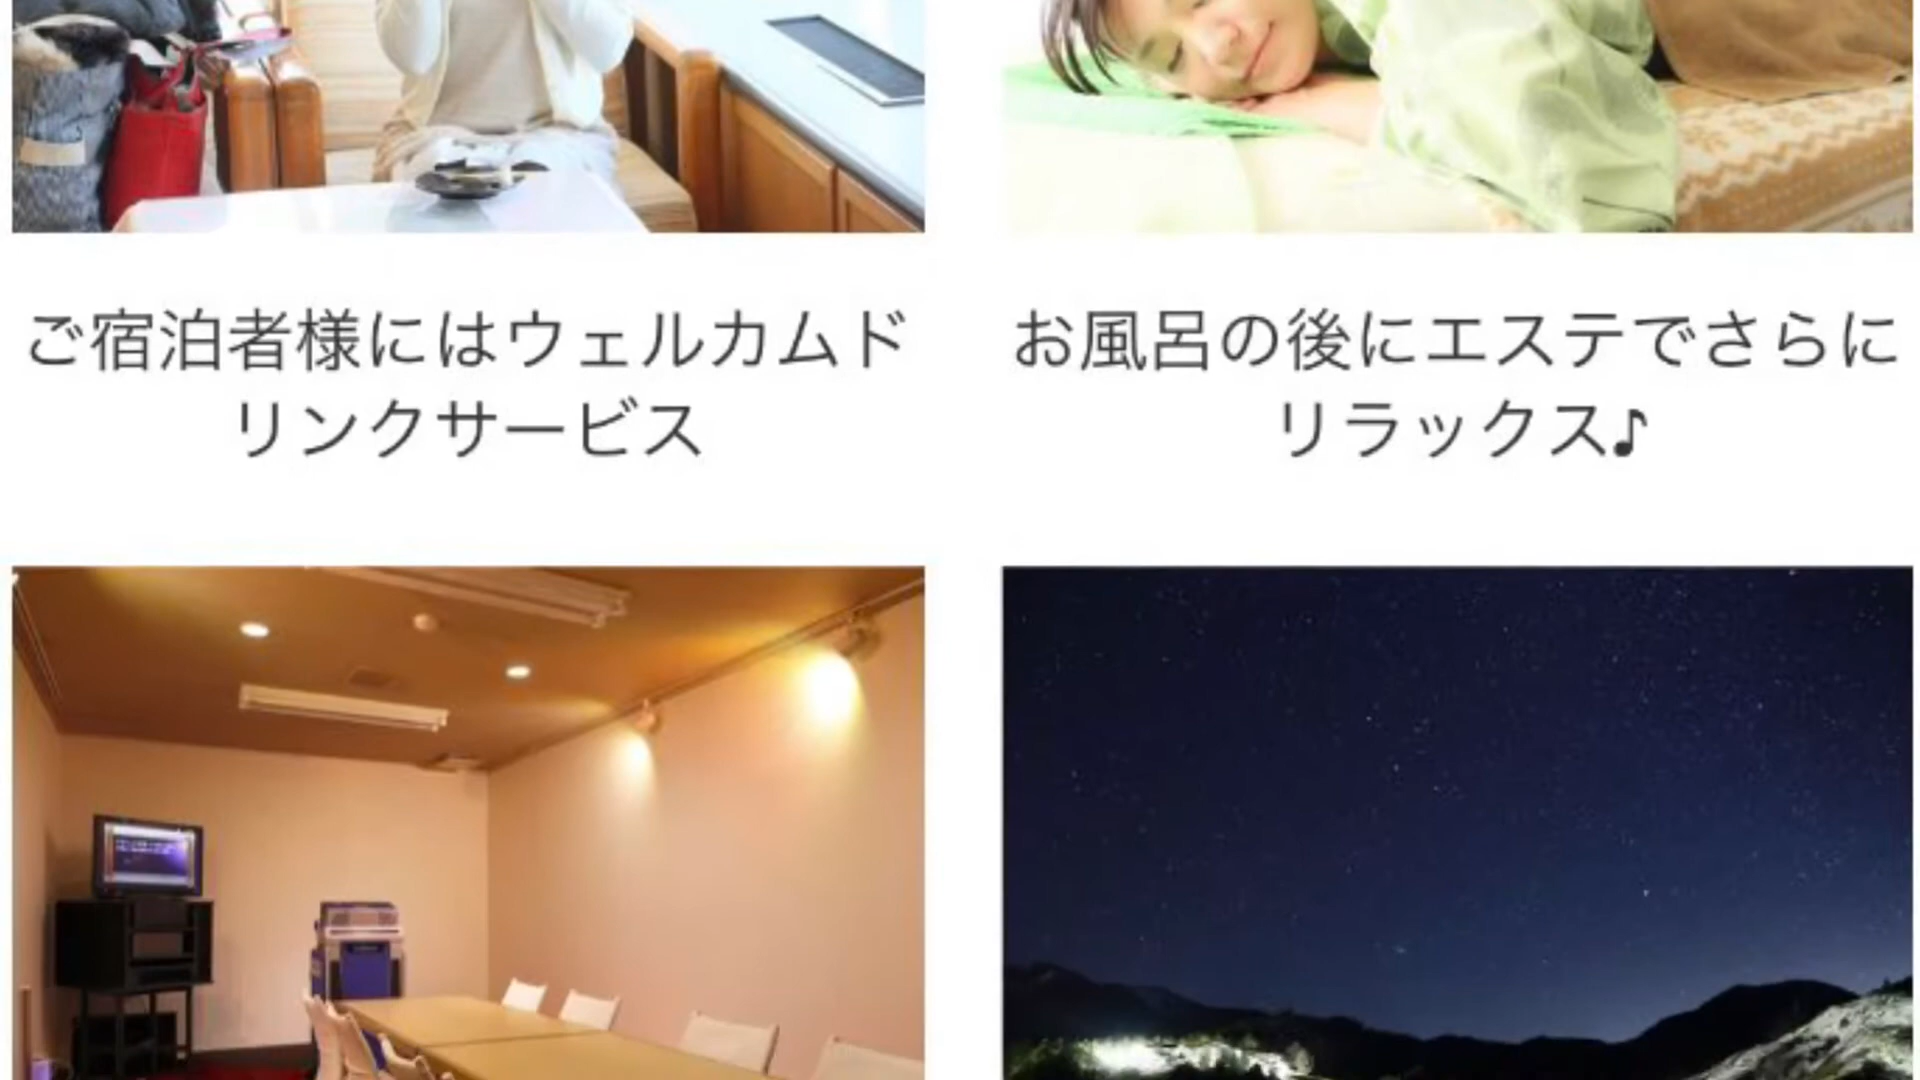 ご宿泊者様にはウェルカムド
リンクサービス
お風呂の後にエステでさらに
リラックス♪